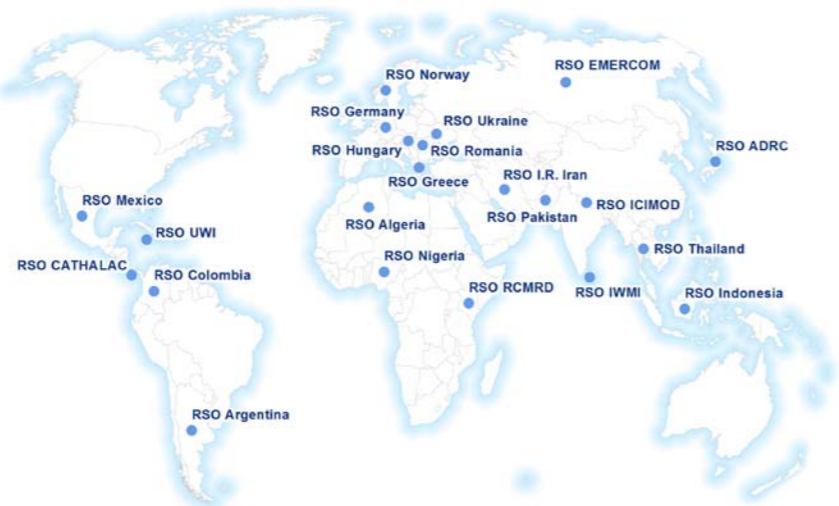 RSO Norway
RSO EMERCOM
RSO Germany
RSO Ukraine
RSO Hungary
RSO Romania
RSO ADRC
RSO Greece
RSO I.R. Iran
RSO Mexico
RSO ICIMOD
RSO Algeria
RSO Pakistan
RSO UWI
RSO Thailand
RSO Nigeria
RSO CATHALAC
RSO Colombia
RSO RCMRD
RSO IWMI
RSO Indonesia
RSO Argentina